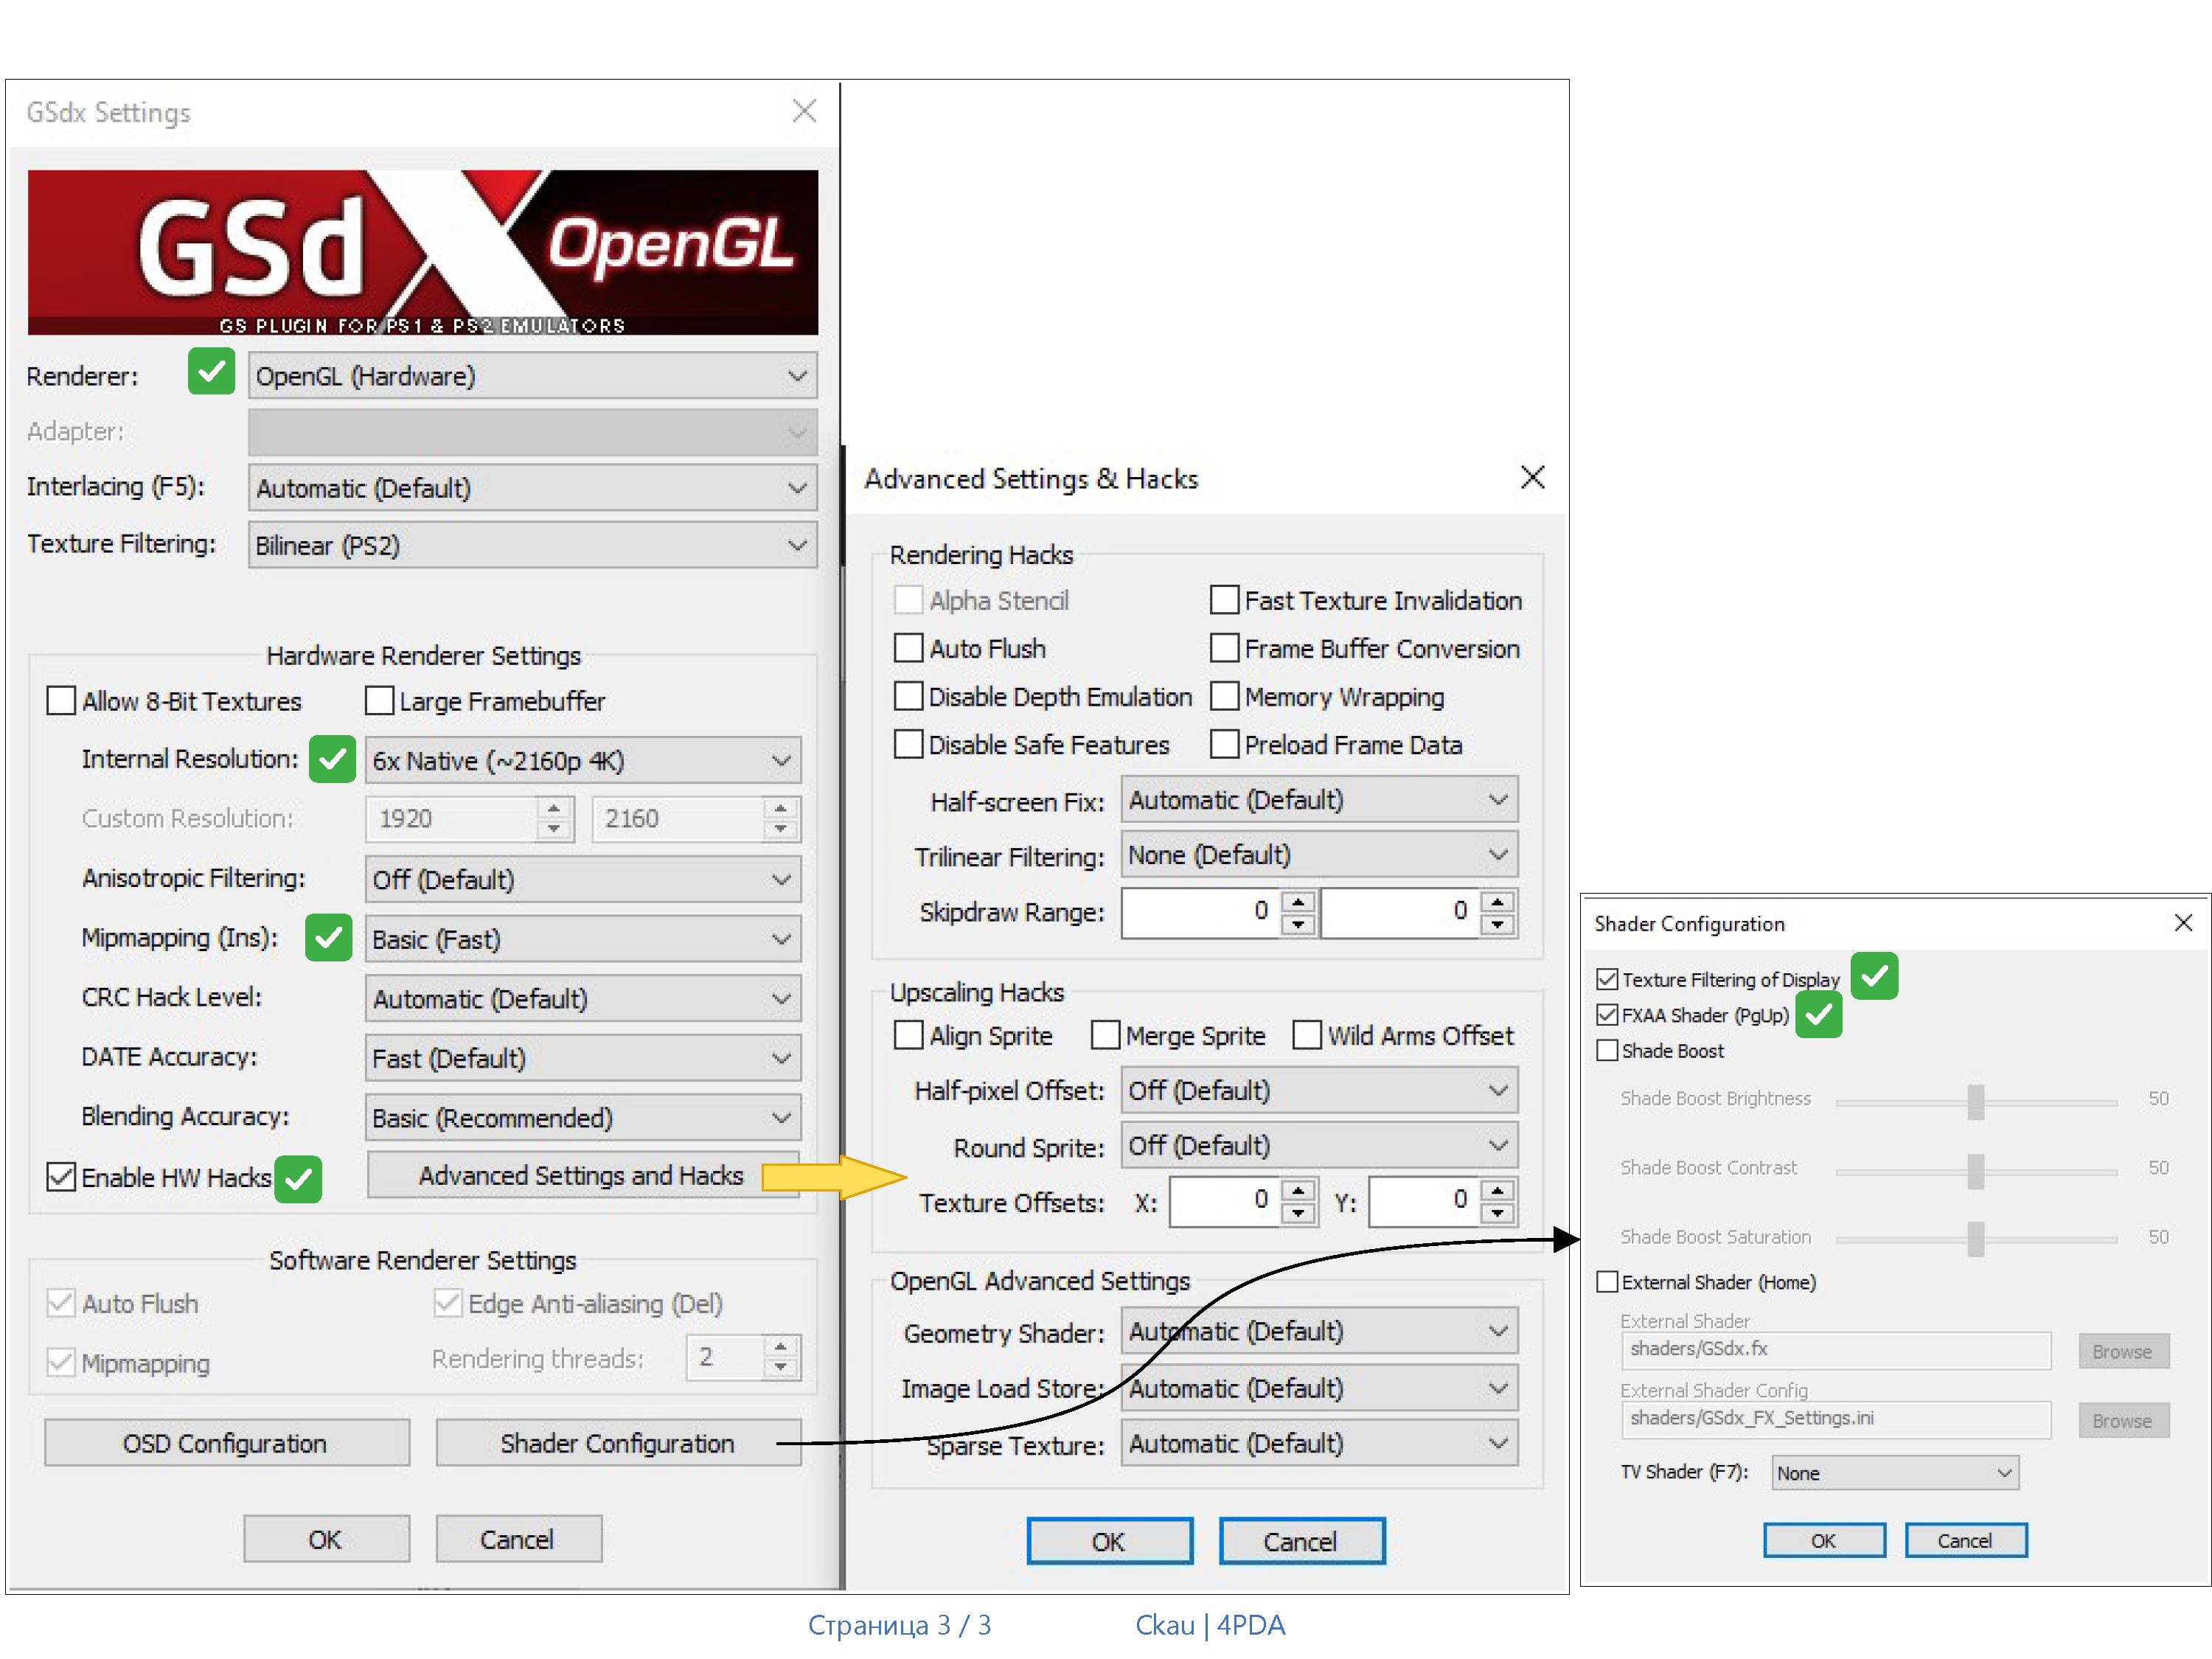 GSdx Settings
GSdX OpenGL
GS PLUGIN FOR PS1 & PS2 EMULATORS
Renderer: OpenGL (Hardware)
Adapter:
Interlacing (F5): Automatic (Default)
Texture Filtering: Bilinear (PS2)
Hardware Renderer Settings
Allow 8-Bit Textures Large Framebuffer
Internal Resolution: 6x Native (~2160p 4K)
Custom Resolution: 1920 2160
Anisotropic Filtering: Off (Default)
Mipmapping (Ins): Basic (Fast)
CRC Hack Level: Automatic (Default)
DATE Accuracy: Fast (Default)
Blending Accuracy: Basic (Recommended)
Enable HW Hacks Advanced Settings and Hacks
Software Renderer Settings
Auto Flush Edge Anti-aliasing (Del)
Mipmapping Rendering threads: 2
OSD Configuration Shader Configuration
OK Cancel
Advanced Settings & Hacks
Rendering Hacks
Alpha Stencil Fast Texture Invalidation
Auto Flush Frame Buffer Conversion
Disable Depth Emulation Memory Wrapping
Disable Safe Features Preload Frame Data
Half-screen Fix: Automatic (Default)
Trilinear Filtering: None (Default)
Skipdraw Range: 0 0
Upscaling Hacks
Align Sprite Merge Sprite Wild Arms Offset
Half-pixel Offset: Off (Default)
Round Sprite: Off (Default)
Texture Offsets: X: 0 Y: 0
OpenGL Advanced Settings
Geometry Shader: Automatic (Default)
Image Load Store: Automatic (Default)
Sparse Texture: Automatic (Default)
OK Cancel
Shader Configuration
Texture Filtering of Display
FXAA Shader (PgUp)
Shade Boost
Shade Boost Brightness 50
Shade Boost Contrast 50
Shade Boost Saturation 50
External Shader (Home)
External Shader
shaders/GSdx.fx Browse
External Shader Config
shaders/GSdx_FX_Settings.ini Browse
TV Shader (F7): None
OK Cancel
Страница 3 / 3 Ckau | 4PDA